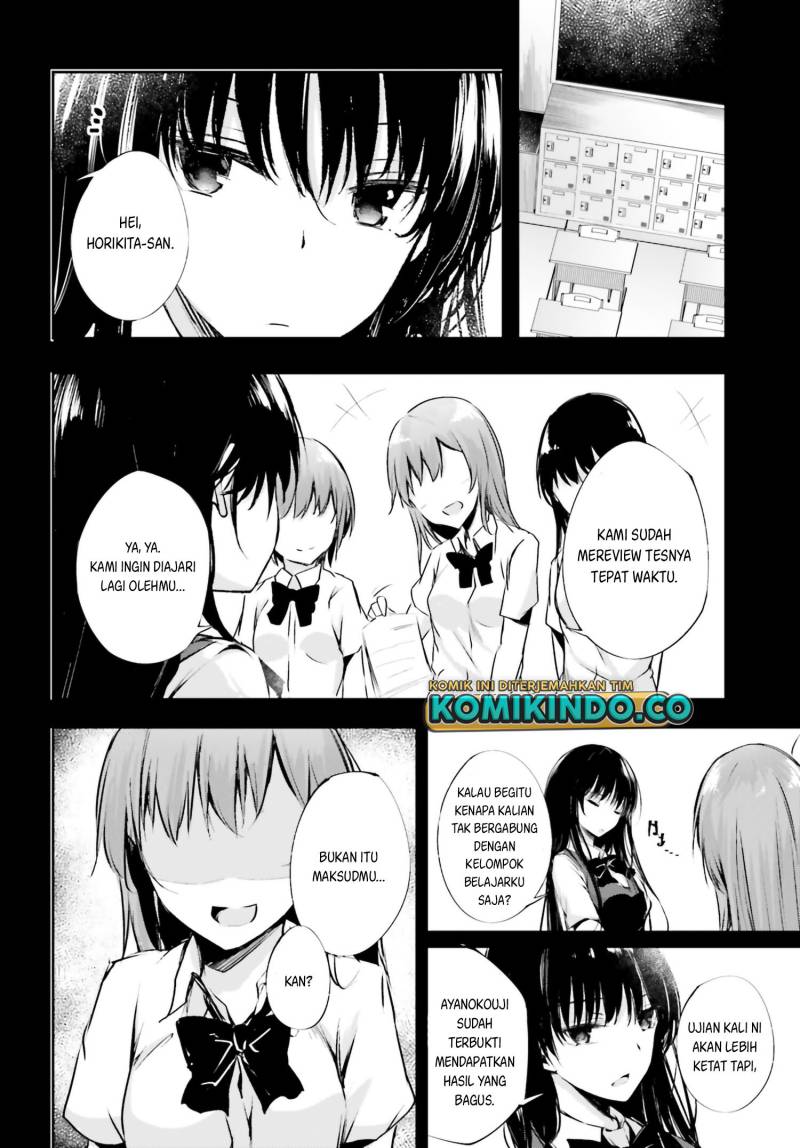 HEI,
HORIKITA-SAN.
KAMI SUDAH
MEREVIEW TESNYA
TEPAT WAKTU.
YA, YA.
KAMI INGIN DIAJARI
LAGI OLEHMU...
KOMIK INI DITERJEMAHKAN TIM
KOMIKINDO.CO
KALAU BEGITU
KENAPA KALIAN
TAK BERGABUNG
DENGAN
KELOMPOK
BELAJARKU
SAJA?
UJIAN KALI NI
AKAN LEBIH
KETAT TAPI,
AYANOKOUJI
SUDAH
TERBUKTI
MENDAPATKAN
HASIL YANG
BAGUS.
BUKAN ITU
MAKSUDMU...
KAN?